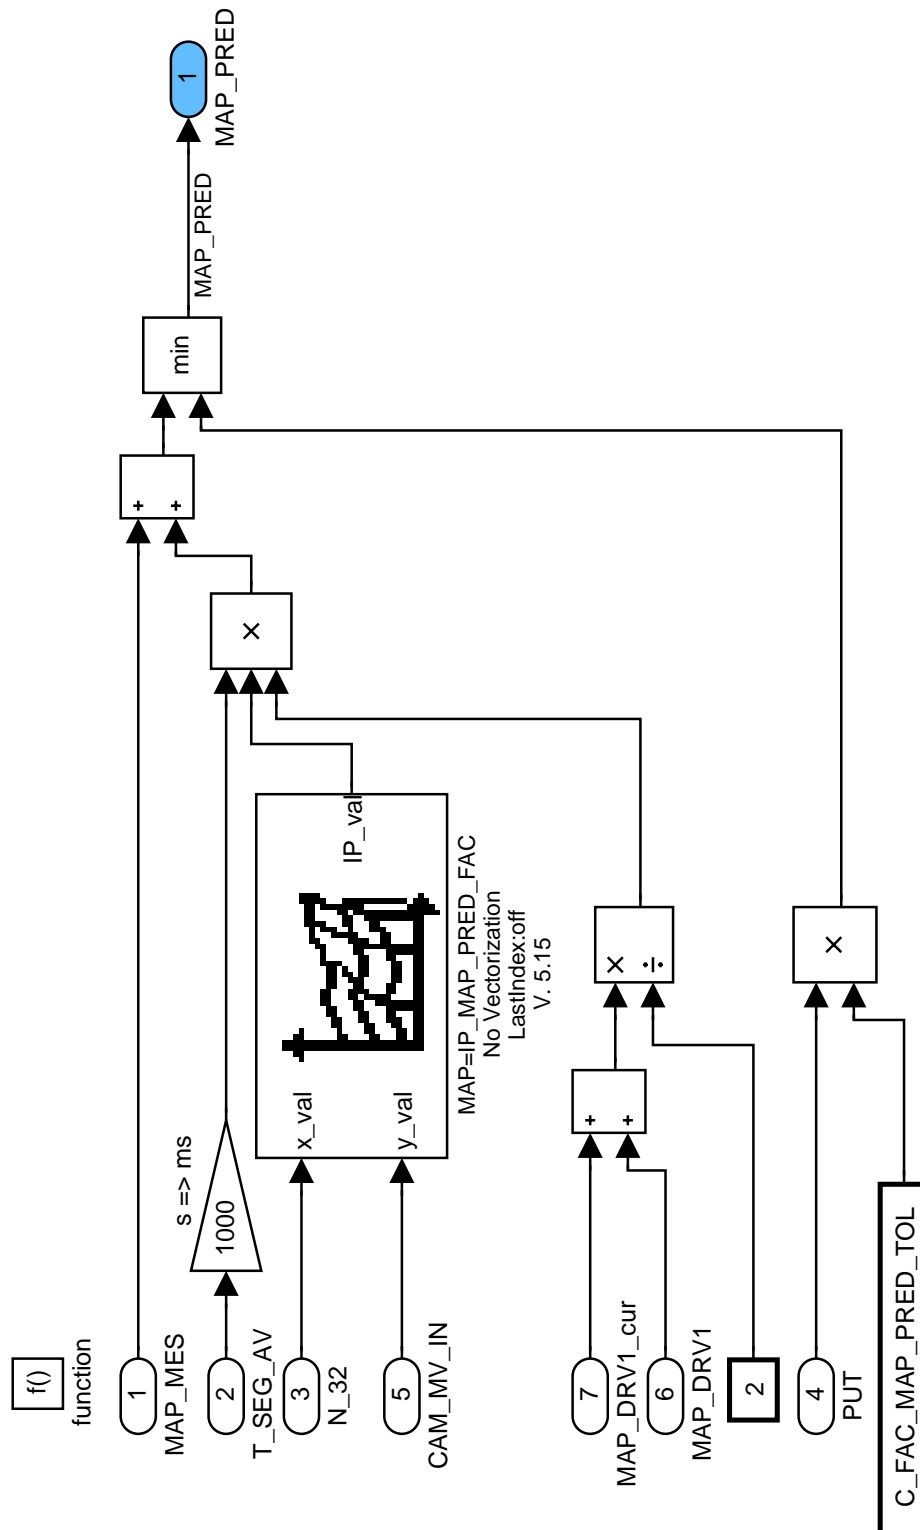 f()
function
1
MAP_MES
2
T_SEG_AV
s => ms
1000
3
N_32
5
CAM_MV_IN
x_val
y_val
IP_val
MAP=IP_MAP_PRED_FAC
No Vectorization
LastIndex:off
V. 5.15
7
MAP_DRV1_cur
6
MAP_DRV1
2
+
+
×
÷
4
PUT
C_FAC_MAP_PRED_TOL
×
×
+
+
min
MAP_PRED
1
MAP_PRED